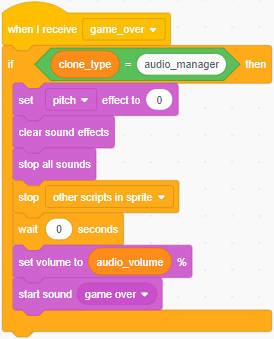 when I receive game_over
if clone_type = audio_manager then
set pitch effect to 0
clear sound effects
stop all sounds
stop other scripts in sprite
wait 0 seconds
set volume to audio_volume %
start sound game over